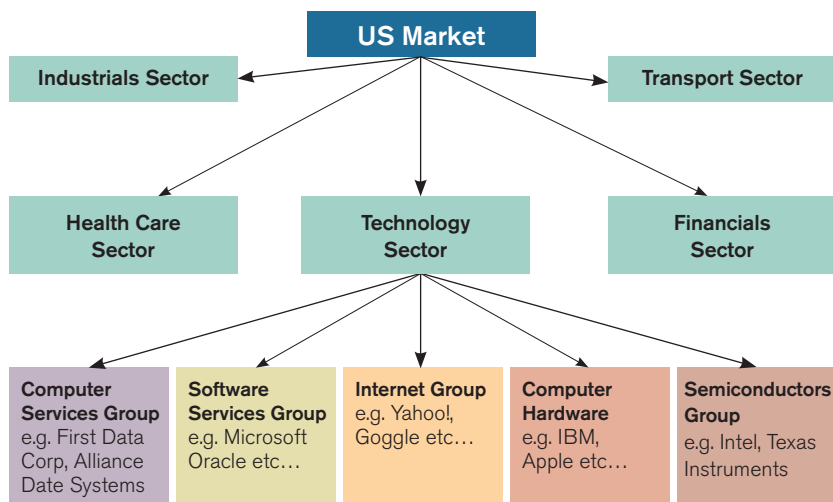 US Market
Industrials Sector
Transport Sector
Health Care
Sector
Technology
Sector
Financials
Sector
Computer
Services Group
e.g. First Data
Corp, Alliance
Date Systems
Software
Services Group
e.g. Microsoft
Oracle etc…
Internet Group
e.g. Yahoo!,
Goggle etc…
Computer
Hardware
e.g. IBM,
Apple etc…
Semiconductors
Group
e.g. Intel, Texas
Instruments